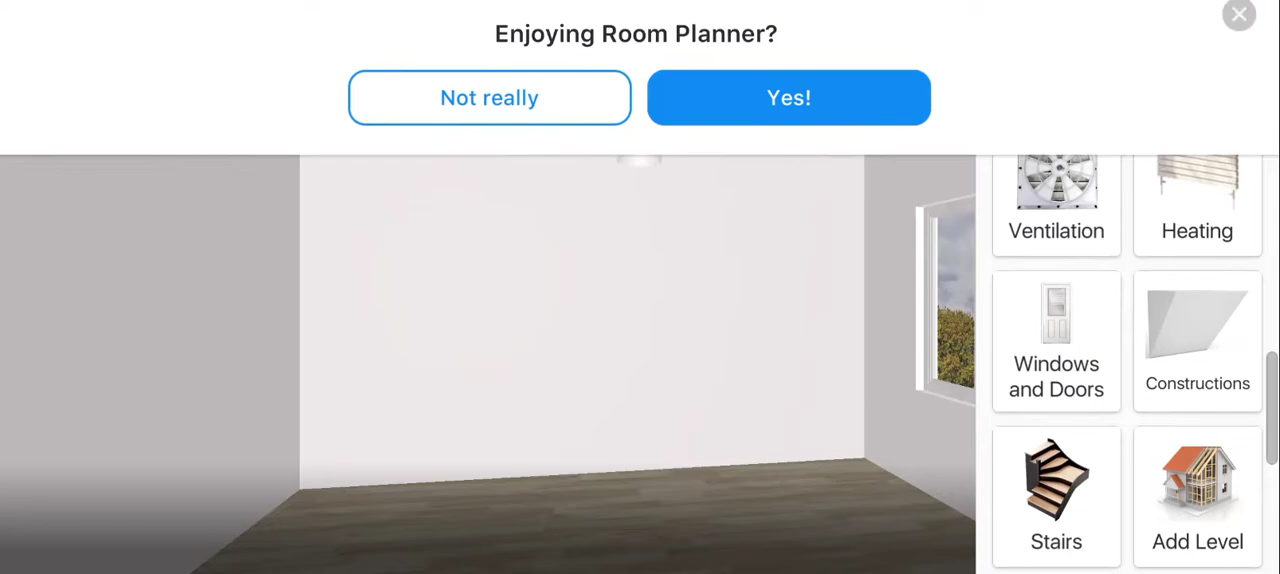 Enjoying Room Planner?
Not really
Yes!
Ventilation
Heating
Windows
and Doors
Constructions
Stairs
Add Level